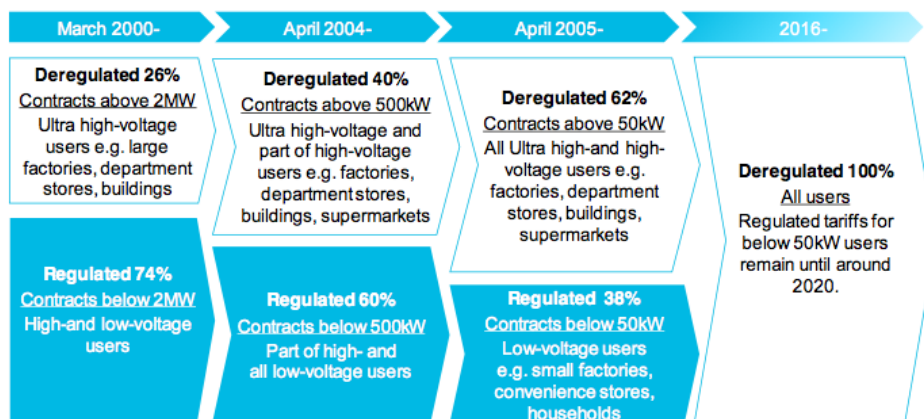 March 2000-
April 2004-
April 2005-
2016-
Deregulated 26%
Contracts above 2MW
Ultra high-voltage
users e.g. large
factories, department
stores, buildings
Regulated 74%
Contracts below 2MW
High-and low-voltage
users
Deregulated 40%
Contracts above 500kW
Ultra high-voltage and
part of high-voltage
users e.g. factories,
department stores,
buildings, supermarkets
Regulated 60%
Contracts below 500kW
Part of high- and
all low-voltage users
Deregulated 62%
Contracts above 50kW
All Ultra high-and high-
voltage users e.g.
factories, department
stores, buildings,
supermarkets
Regulated 38%
Contracts below 50kW
Low-voltage users
e.g. small factories,
convenience stores,
households
Deregulated 100%
All users
Regulated tariffs for
below 50kW users
remain until around
2020.